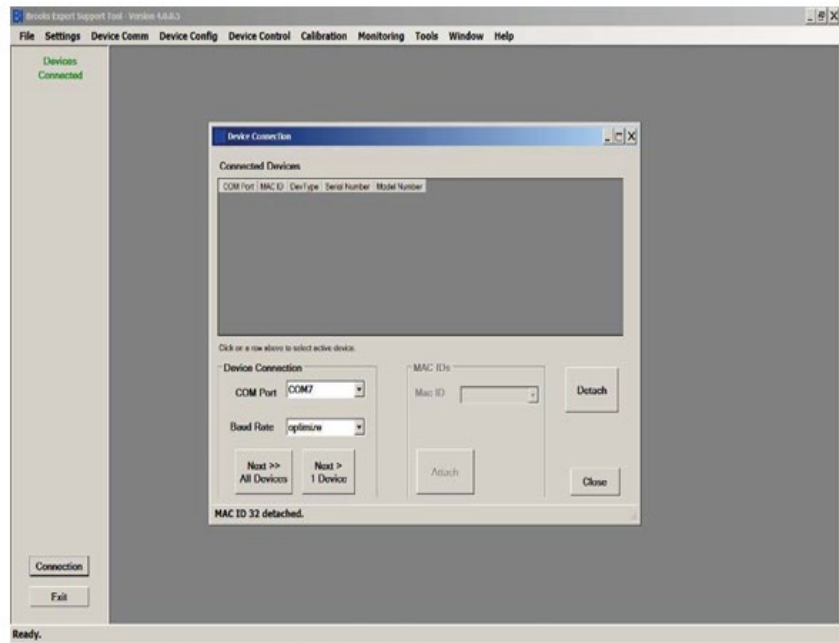 Brooks Expert Support Tool - Version 4.0.0.5
File Settings Device Comm Device Config Device Control Calibration Monitoring Tools Window Help
Devices
Connected
Device Connection
Connected Devices
COM Port MAC ID DevType Serial Number Model Number
Click on a row above to select active device.
Device Connection
COM Port COM7
Baud Rate optimize
Next >>
All Devices
Next >
1 Device
MAC IDs
Mac ID
Attach
Detach
Close
MAC ID 32 detached.
Connection
Exit
Ready.